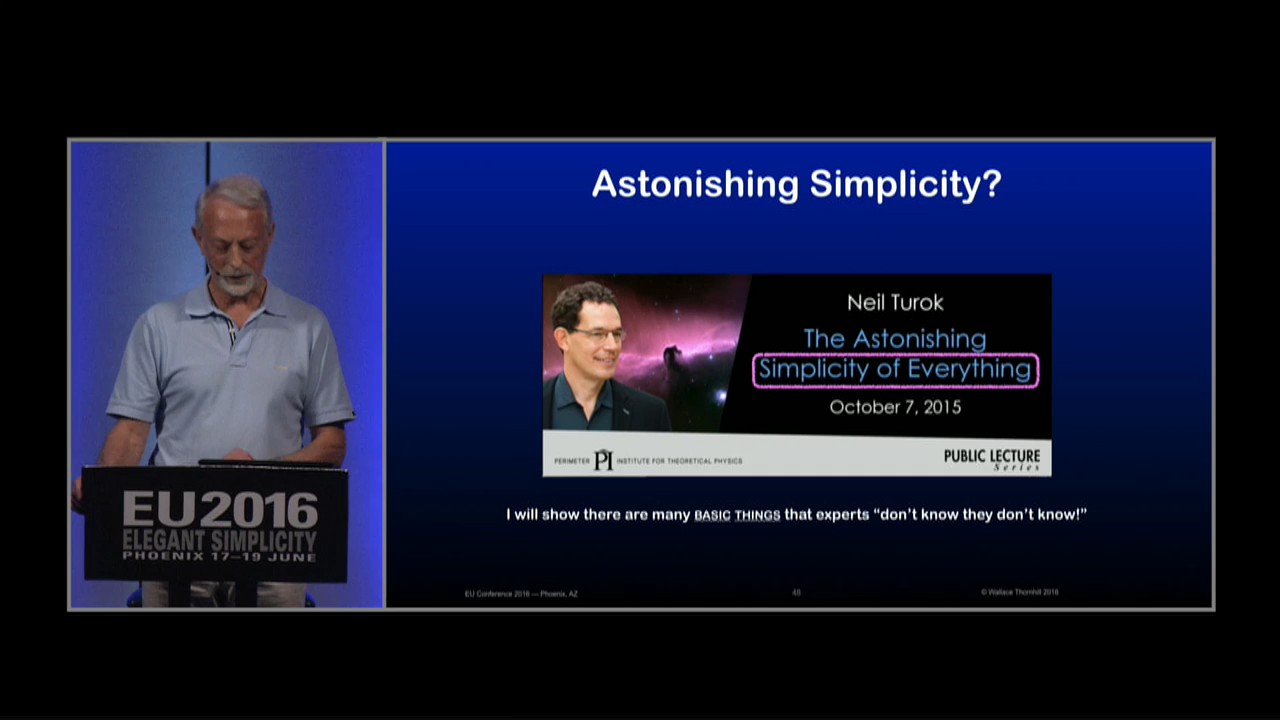 Astonishing Simplicity?
Neil Turok
The Astonishing
Simplicity of Everything
October 7, 2015
PERIMETER PI INSTITUTE FOR THEORETICAL PHYSICS
PUBLIC LECTURE
Series
I will show there are many BASIC THINGS that experts “don’t know they don’t know!”
EU Conference 2016 — Phoenix, AZ
48
© Wallace Thornhill 2016
EU2016
ELEGANT SIMPLICITY
PHOENIX 17–19 JUNE